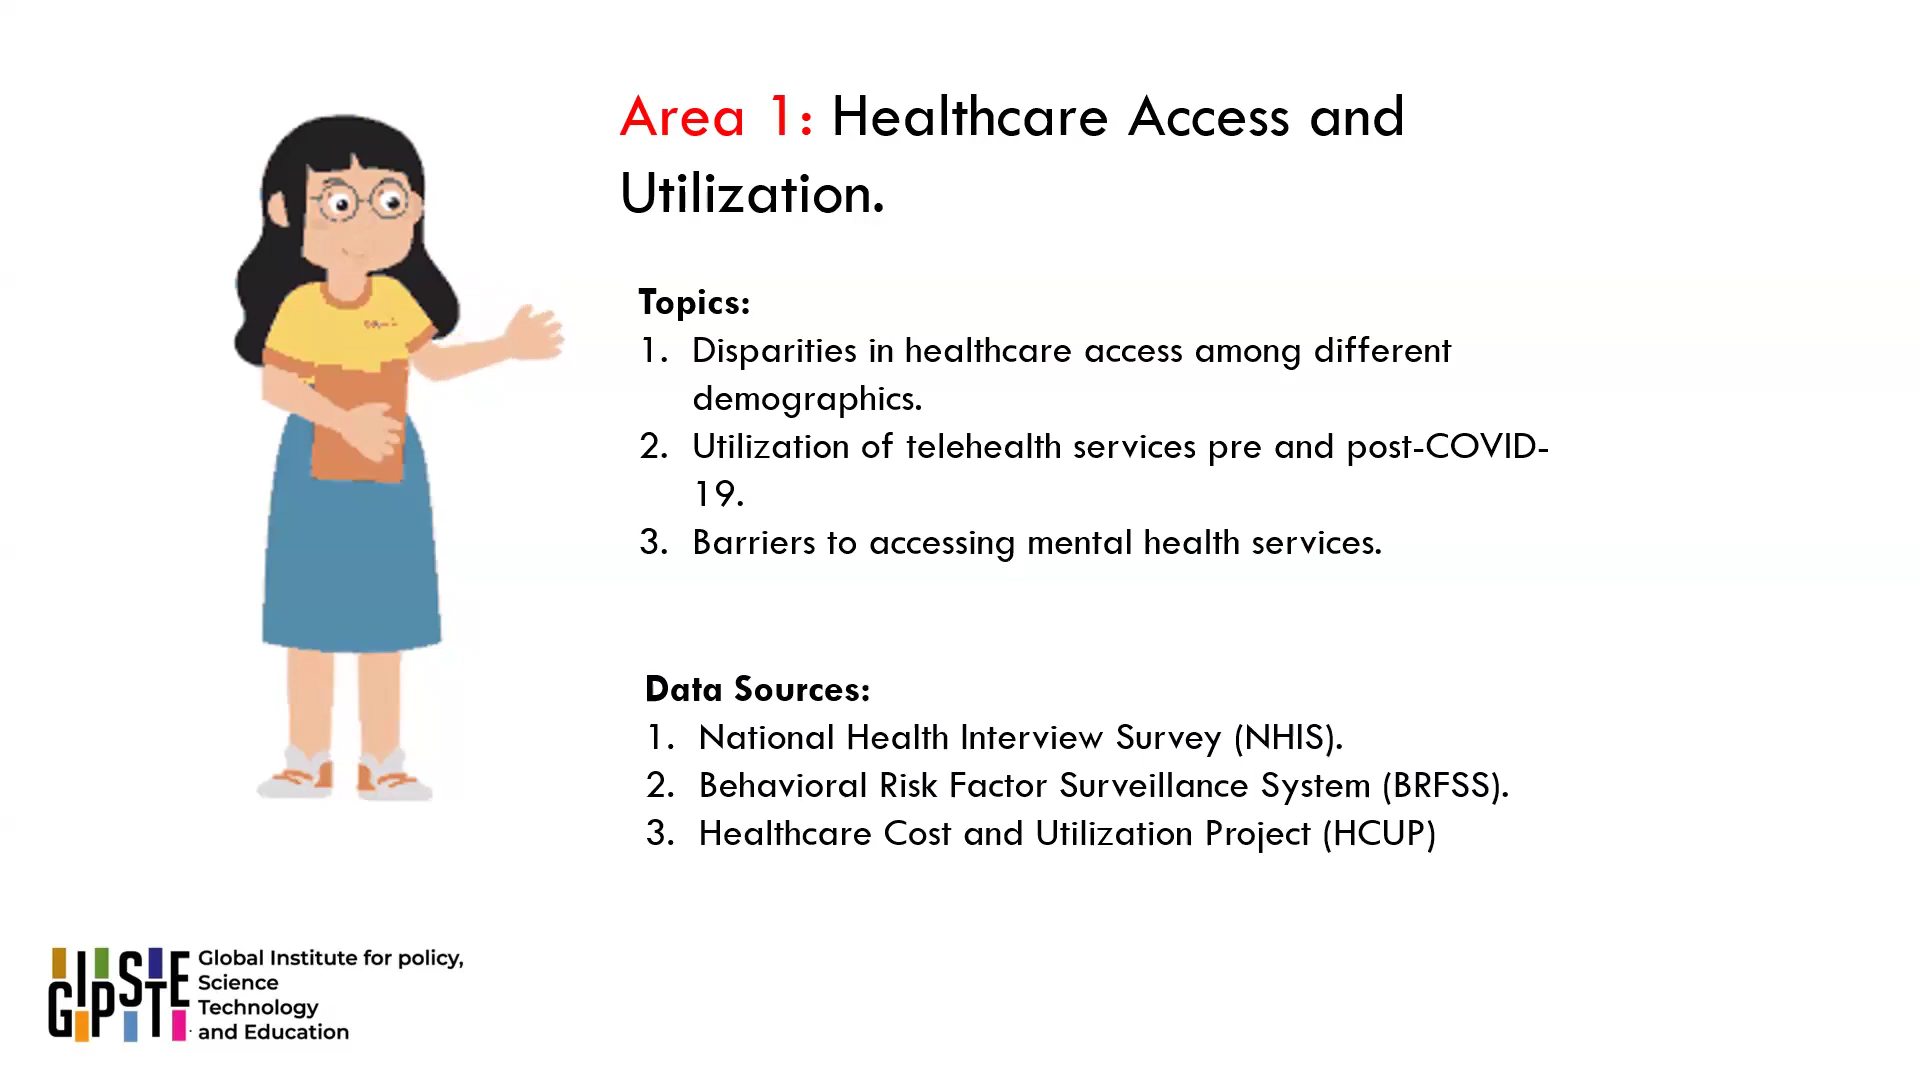 Area 1: Healthcare Access and
Utilization.
Topics:
1. Disparities in healthcare access among different
demographics.
2. Utilization of telehealth services pre and post-COVID-
19.
3. Barriers to accessing mental health services.
Data Sources:
1. National Health Interview Survey (NHIS).
2. Behavioral Risk Factor Surveillance System (BRFSS).
3. Healthcare Cost and Utilization Project (HCUP)
GIPSTE
Global Institute for policy,
Science
Technology
and Education